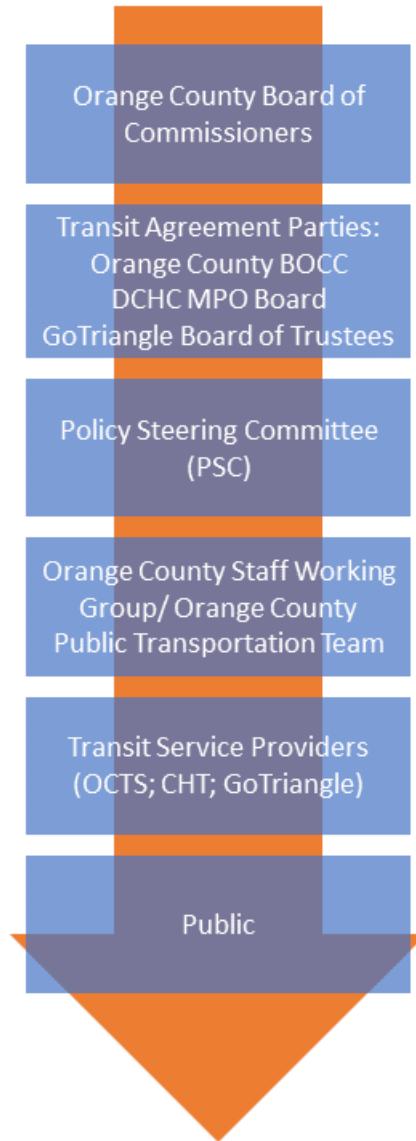 Orange County Board of
Commissioners
Transit Agreement Parties:
Orange County BOCC
DCHC MPO Board
GoTriangle Board of Trustees
Policy Steering Committee
(PSC)
Orange County Staff Working
Group/ Orange County
Public Transportation Team
Transit Service Providers
(OCTS; CHT; GoTriangle)
Public